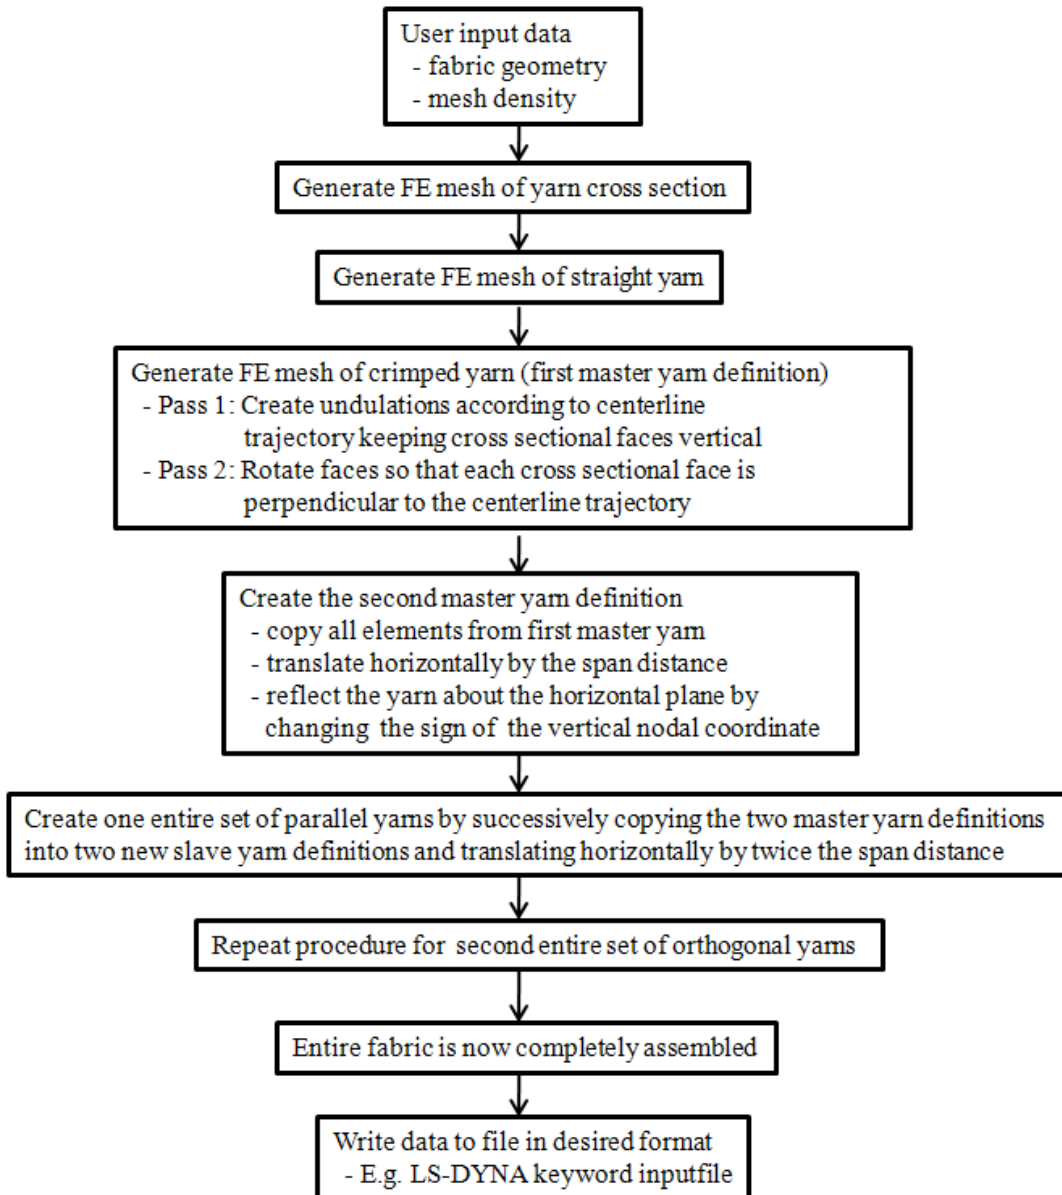 User input data
- fabric geometry
- mesh density
Generate FE mesh of yarn cross section
Generate FE mesh of straight yarn
Generate FE mesh of crimped yarn (first master yarn definition)
- Pass 1: Create undulations according to centerline
trajectory keeping cross sectional faces vertical
- Pass 2: Rotate faces so that each cross sectional face is
perpendicular to the centerline trajectory
Create the second master yarn definition
- copy all elements from first master yarn
- translate horizontally by the span distance
- reflect the yarn about the horizontal plane by
changing the sign of the vertical nodal coordinate
Create one entire set of parallel yarns by successively copying the two master yarn definitions
into two new slave yarn definitions and translating horizontally by twice the span distance
Repeat procedure for second entire set of orthogonal yarns
Entire fabric is now completely assembled
Write data to file in desired format
- E.g. LS-DYNA keyword inputfile